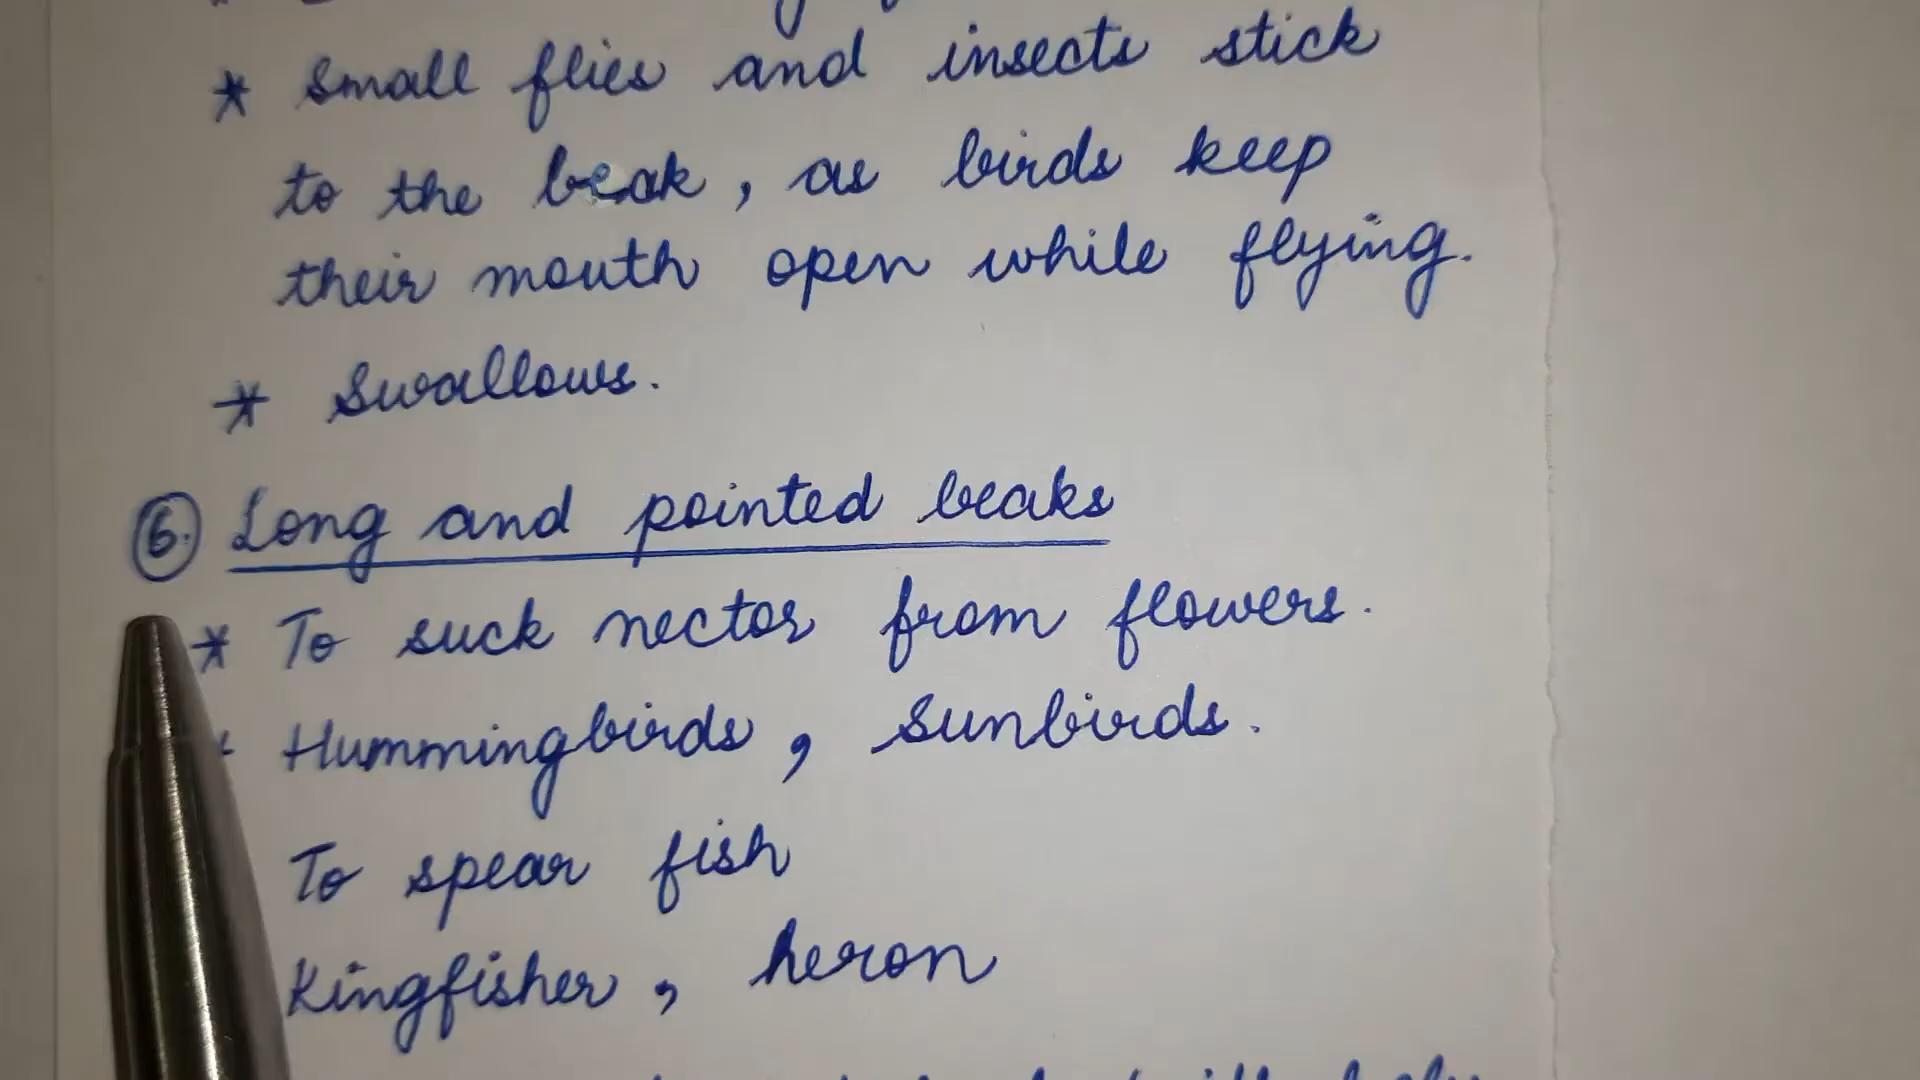 * Small flies and insects stick
to the beak, as birds keep
their mouth open while flying.
* Swallows.
6. Long and pointed beaks
* To suck nector from flowers.
* Hummingbirds, Sunbirds.
To spear fish
Kingfisher, heron